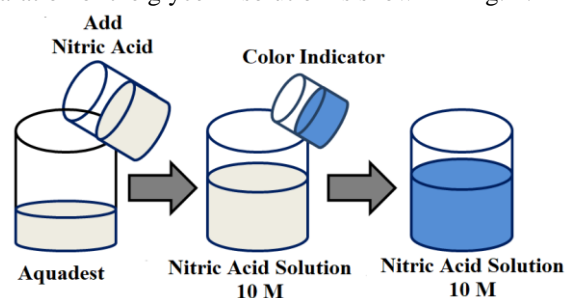 Add
Nitric Acid
Color Indicator
Aquadest
Nitric Acid Solution
10 M
Nitric Acid Solution
10 M